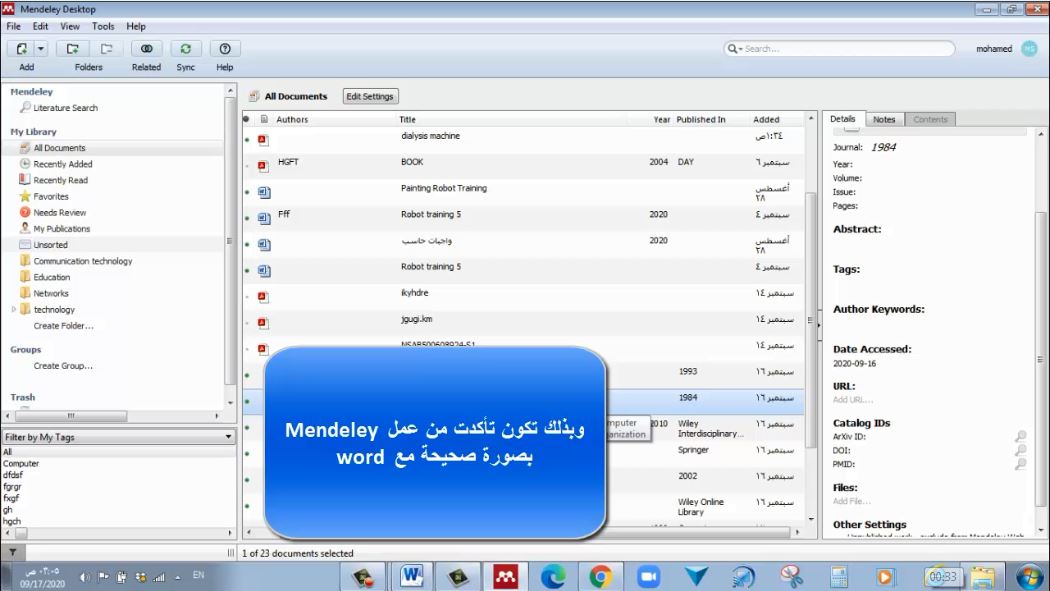 Mendeley Desktop
File Edit View Tools Help
Search...
mohamed MS
Add Folders Related Sync Help
Mendeley
Literature Search
My Library
All Documents
Recently Added
Recently Read
Favorites
Needs Review
My Publications
Unsorted
Communication technology
Education
Networks
technology
Create Folder...
Groups
Create Group...
Trash
Filter by My Tags
All
Computer
dfdsf
fgrgr
fxgf
gh
hgch
All Documents Edit Settings
Authors Title Year Published In Added
dialysis machine ١:٣٤ص
HGFT BOOK 2004 DAY سبتمبر ٦
Painting Robot Training أغسطس
٢٨
Fff Robot training 5 2020 سبتمبر ٤
واجبات حاسب 2020 أغسطس
٢٨
Robot training 5 سبتمبر ٤
ikyhdre سبتمبر ١٤
jgugi.km سبتمبر ١٤
NSAB500608924-S1 سبتمبر ١٤
1993 سبتمبر ١٦
1984 سبتمبر ١٦
2010 Wiley سبتمبر ١٦
Interdisciplinary...
Springer سبتمبر ١٦
2002 سبتمبر ١٦
Wiley Online سبتمبر ١٦
Library
وبذلك تكون تأكدت من عمل Mendeley
بصورة صحيحة مع word
Details Notes Contents
Journal: 1984
Year:
Volume:
Issue:
Pages:
Abstract:
Tags:
Author Keywords:
Date Accessed:
2020-09-16
URL:
Add URL...
Catalog IDs
ArXiv ID:
DOI:
PMID:
Files:
Add File...
Other Settings
1 of 23 documents selected
٠٣:٠٥ ص
09/17/2020
EN
00:33